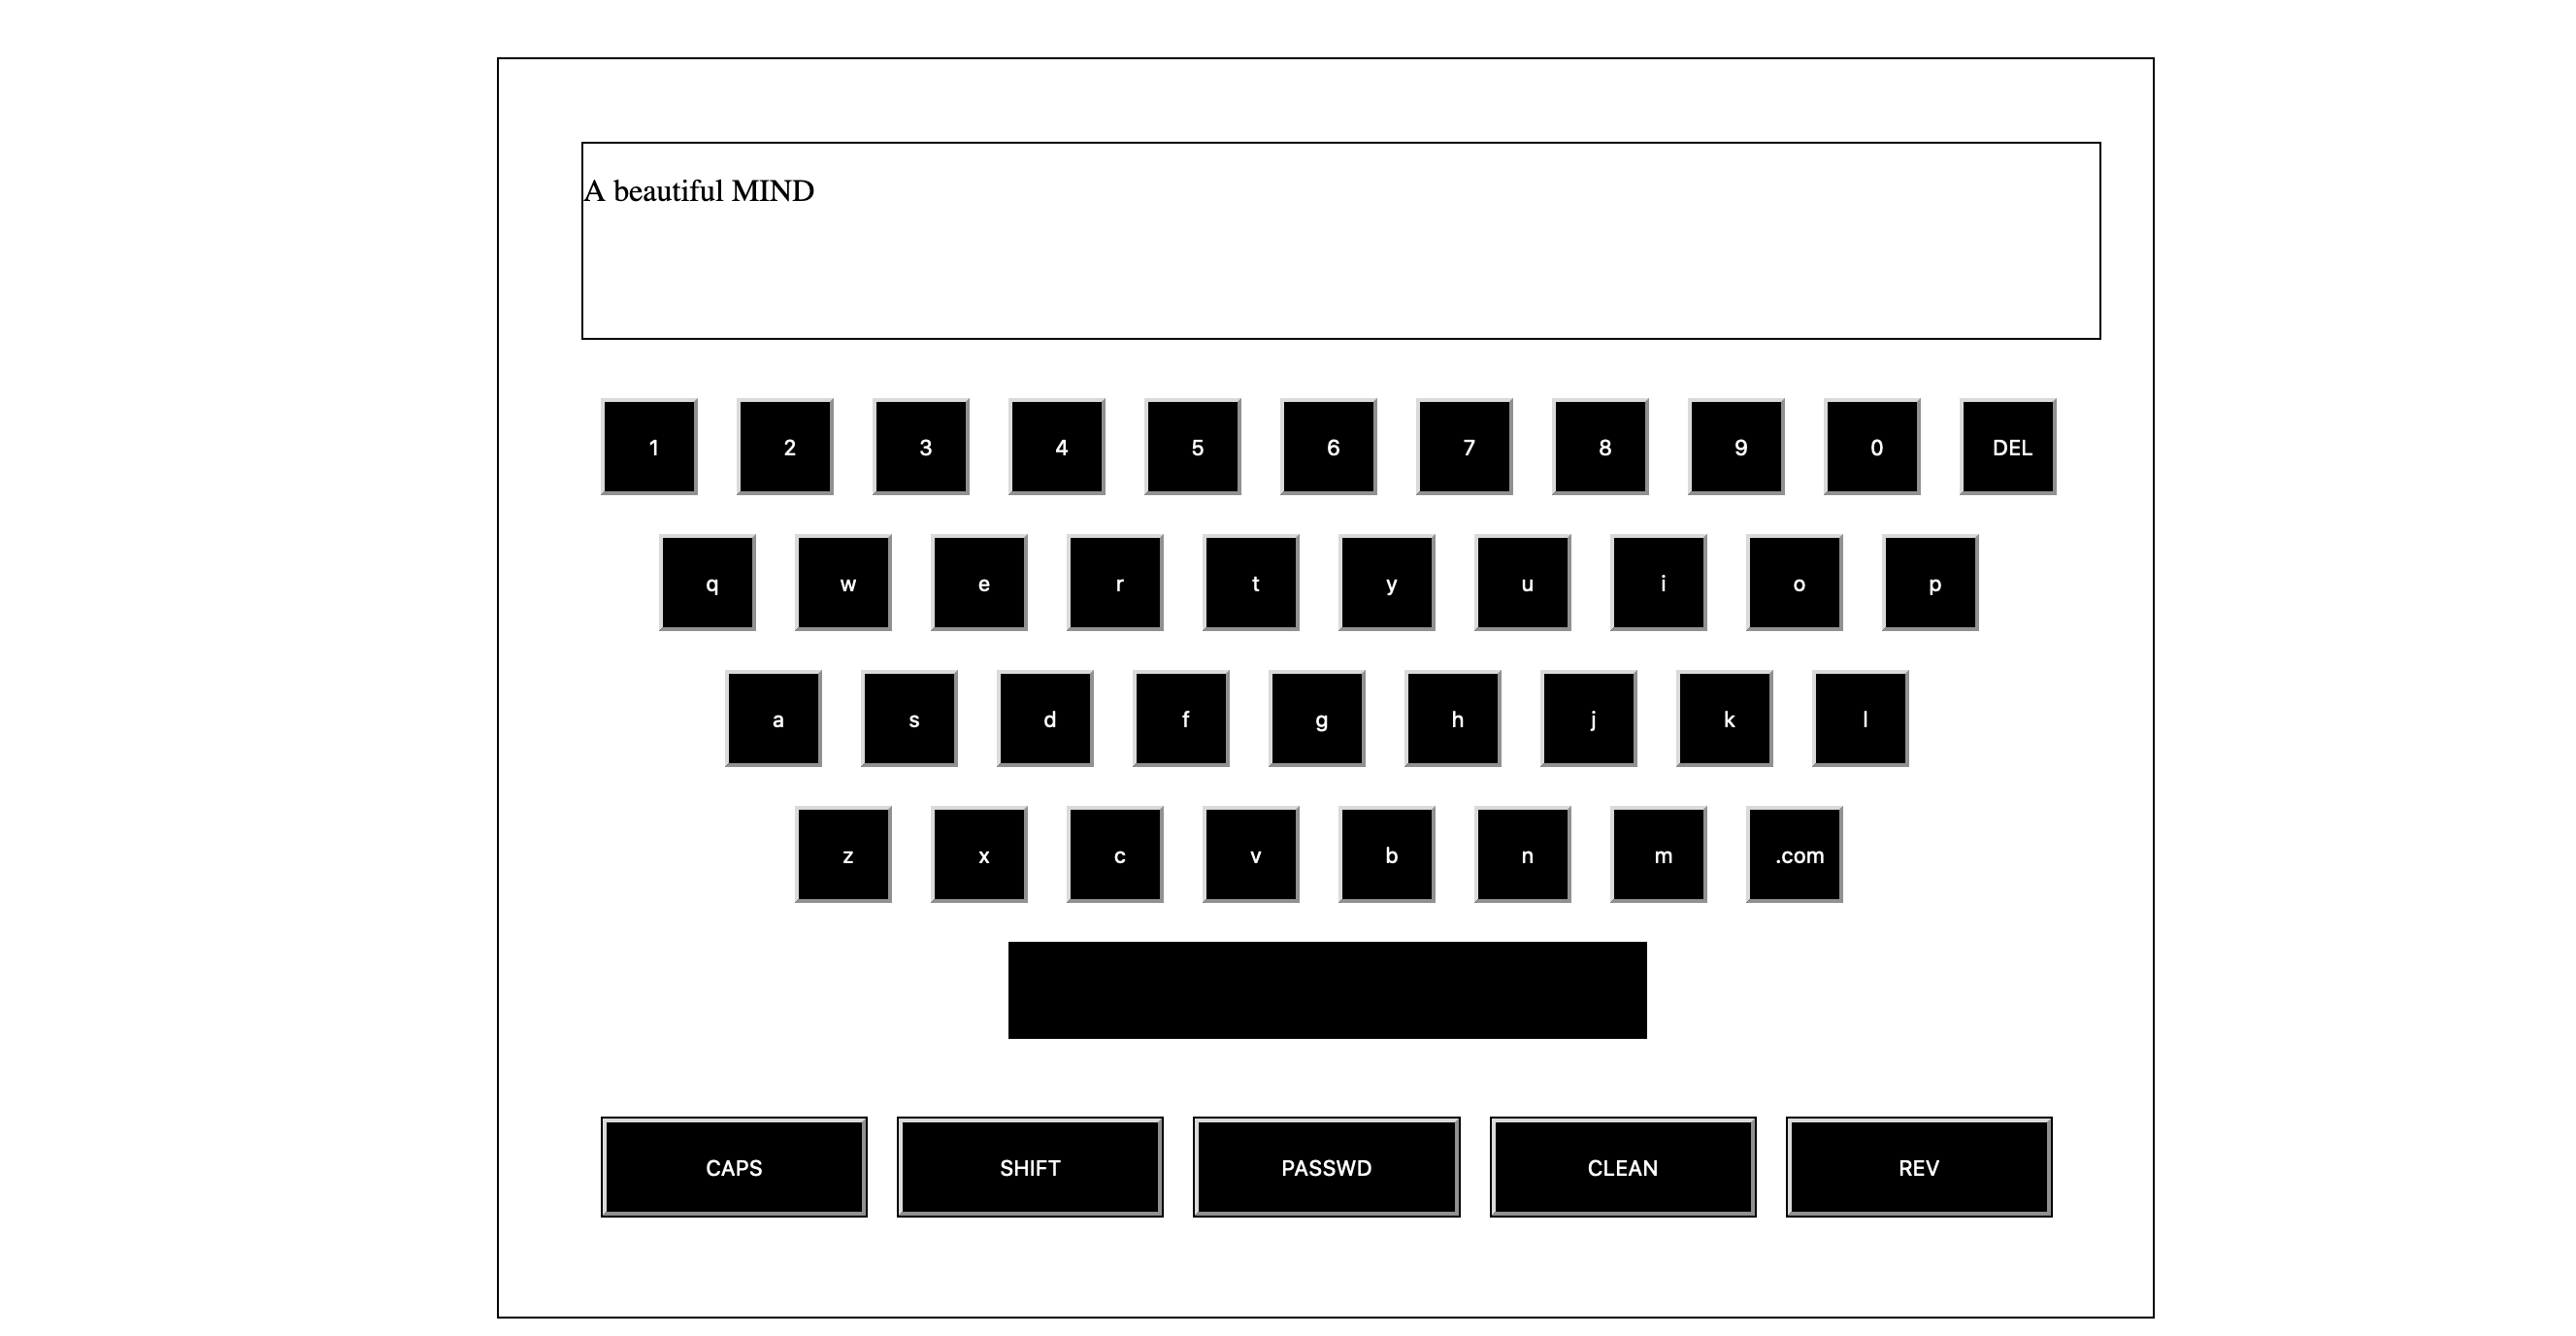 A beautiful MIND
1 2 3 4 5 6 7 8 9 0 DEL
q w e r t y u i o p
a s d f g h j k l
z x c v b n m .com
CAPS SHIFT PASSWD CLEAN REV